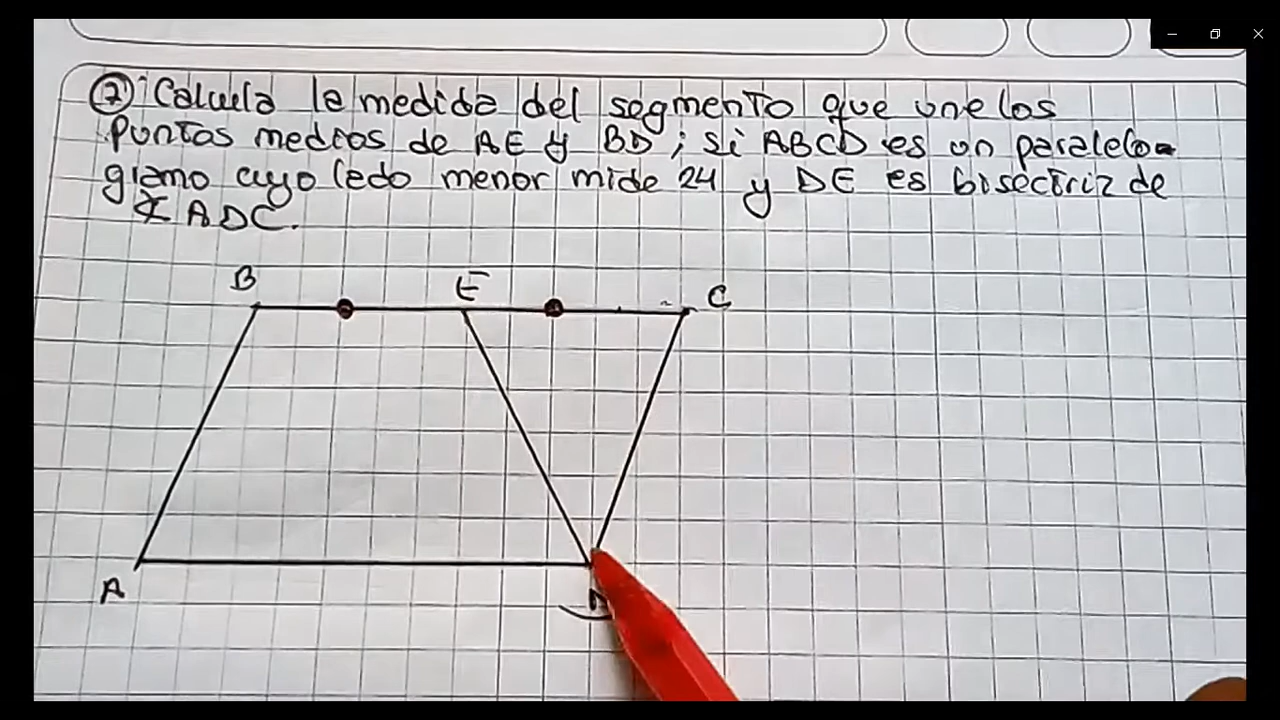 ⑦ Calcula la medida del segmento que une los
puntos medios de AE y BD ; si ABCD es un paralelo-
gramo cuyo lado menor mide 24 y DE es bisectriz de
∡ ADC.
B E C
A D